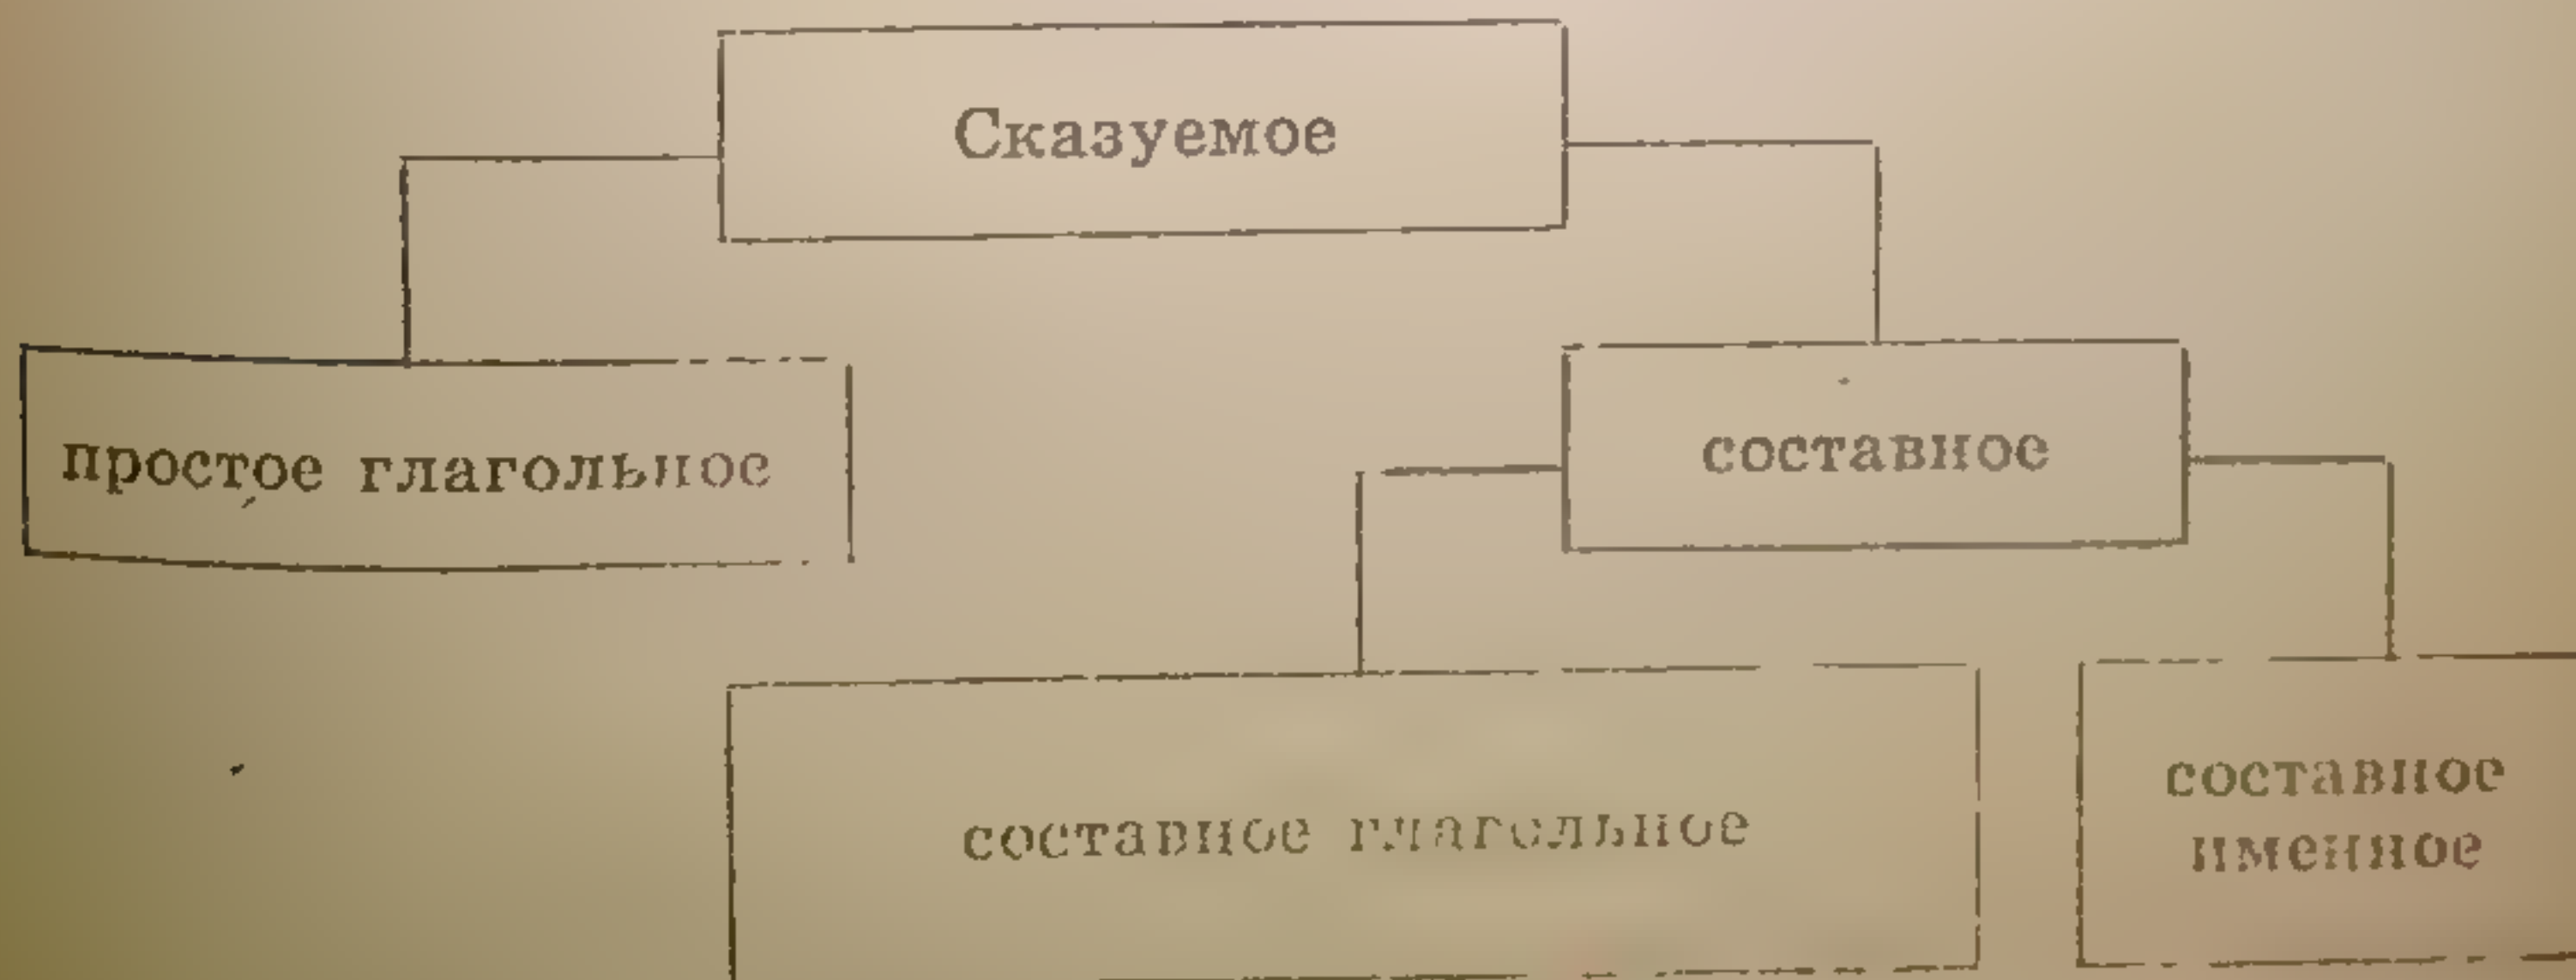 Сказуемое
простое глагольное
составное
составное глагольное
составное
именное